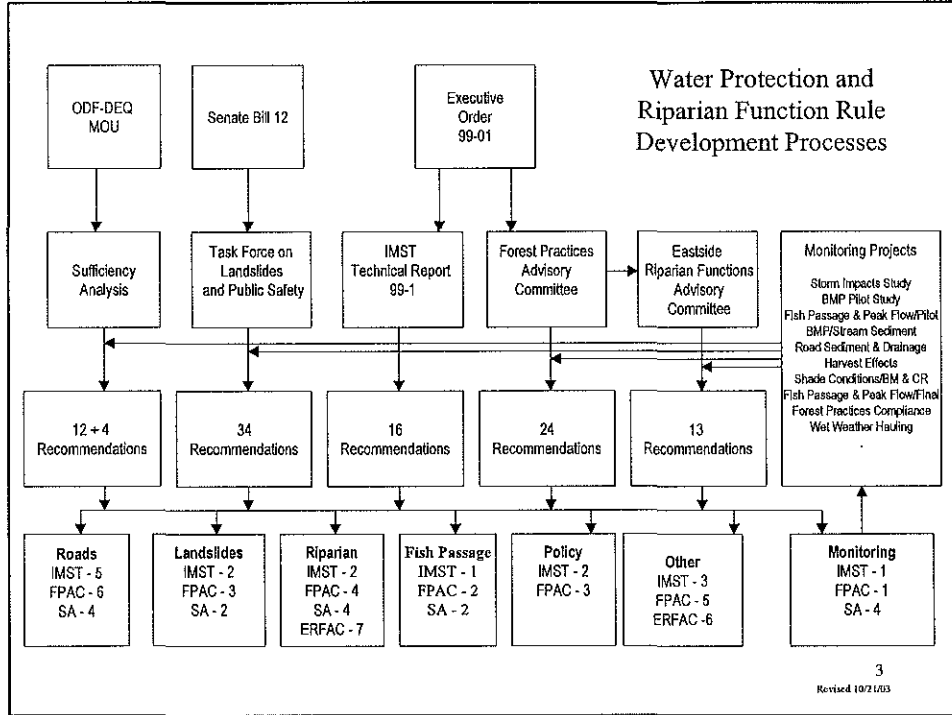 Water Protection and
Riparian Function Rule
Development Processes
ODF-DEQ
MOU
Senate Bill 12
Executive
Order
99-01
Sufficiency
Analysis
Task Force on
Landslides
and Public Safety
IMST
Technical Report
99-1
Forest Practices
Advisory
Committee
Eastside
Riparian Functions
Advisory
Committee
Monitoring Projects
Storm Impacts Study
BMP Pilot Study
Fish Passage & Peak Flow/Pilot
BMP/Stream Sediment
Road Sediment & Drainage
Harvest Effects
Shade Conditions/BM & CR
Fish Passage & Peak Flow/Final
Forest Practices Compliance
Wet Weather Hauling
.
12 + 4
Recommendations
34
Recommendations
16
Recommendations
24
Recommendations
13
Recommendations
Roads
IMST - 5
FPAC - 6
SA - 4
Landslides
IMST - 2
FPAC - 3
SA - 2
Riparian
IMST - 2
FPAC - 4
SA - 4
ERFAC - 7
Fish Passage
IMST - 1
FPAC - 2
SA - 2
Policy
IMST - 2
FPAC - 3
Other
IMST - 3
FPAC - 5
ERFAC - 6
Monitoring
IMST - 1
FPAC - 1
SA - 4
3
Revised 10/21/03